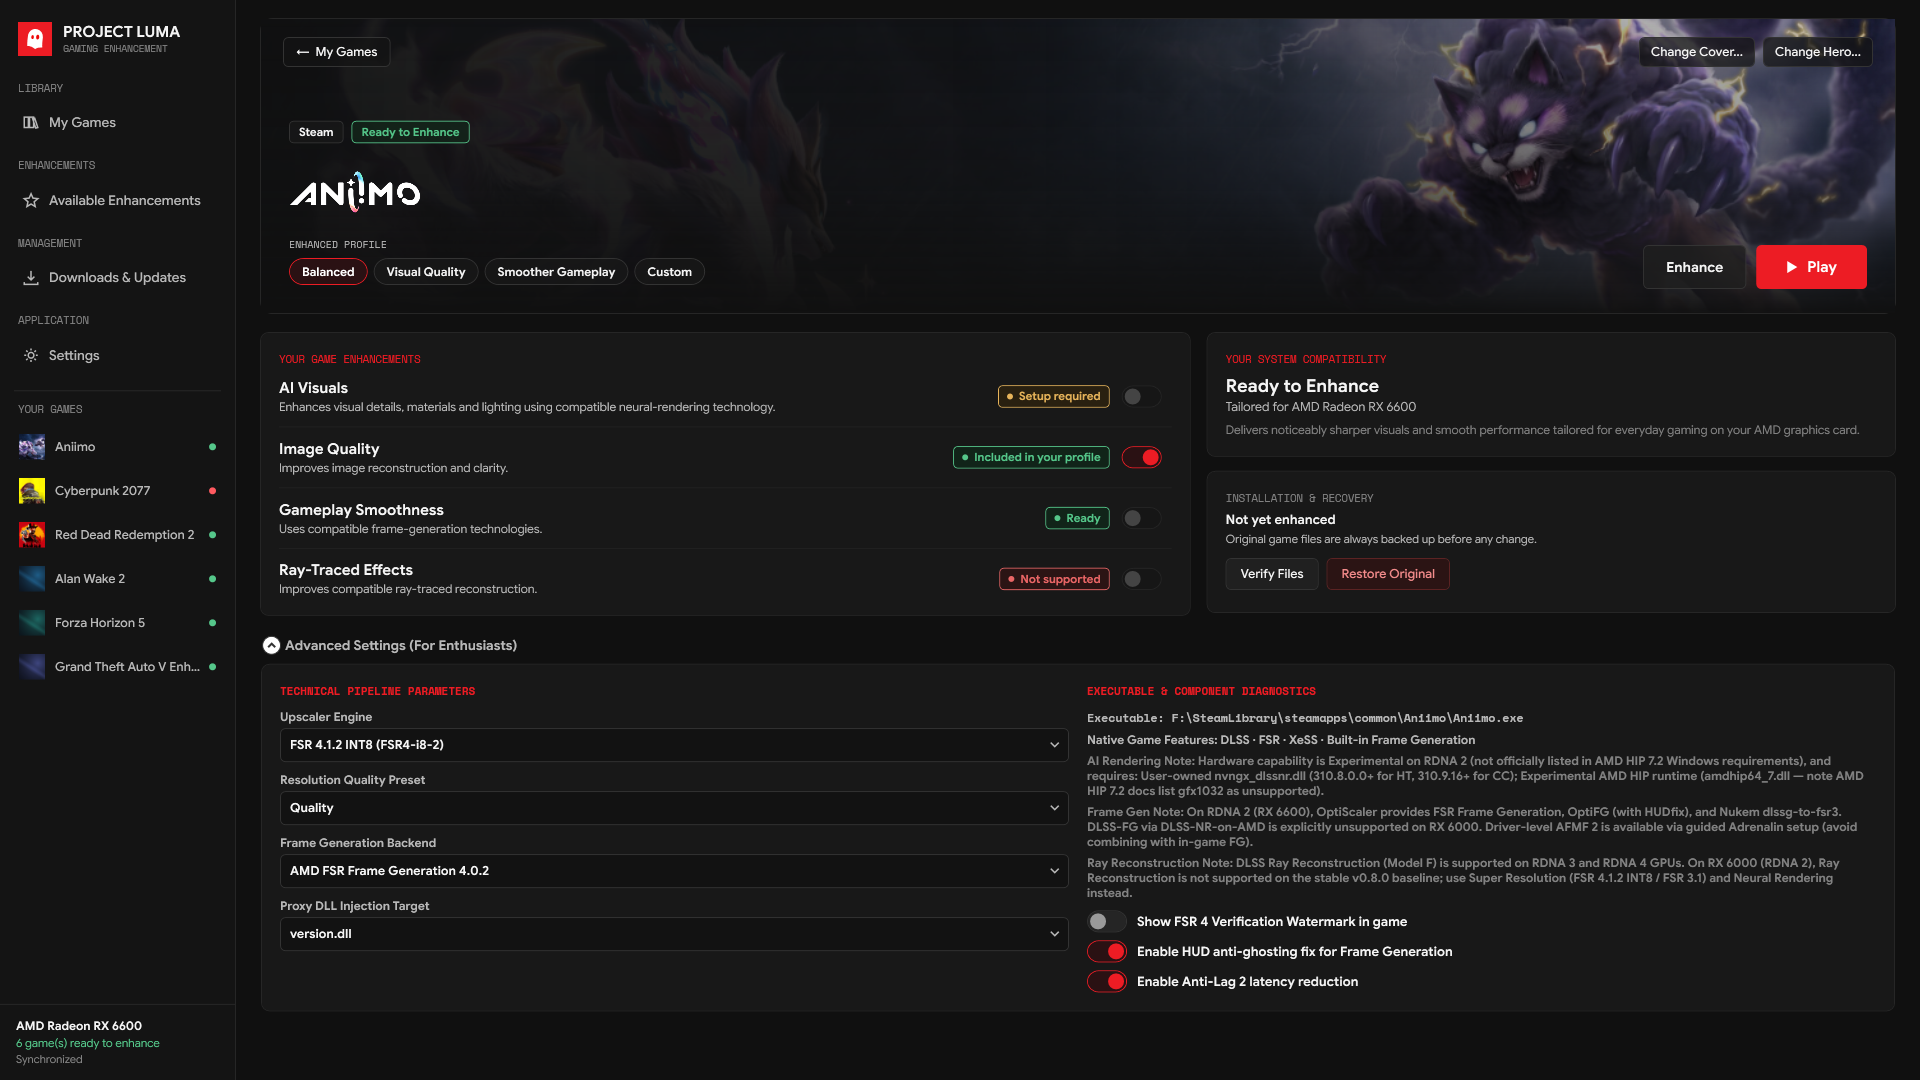 PROJECT LUMA
GAMING ENHANCEMENT
LIBRARY
My Games
ENHANCEMENTS
Available Enhancements
MANAGEMENT
Downloads & Updates
APPLICATION
Settings
YOUR GAMES
Aniimo
Cyberpunk 2077
Red Dead Redemption 2
Alan Wake 2
Forza Horizon 5
Grand Theft Auto V Enh...
AMD Radeon RX 6600
6 game(s) ready to enhance
Synchronized
← My Games
Change Cover...
Change Hero...
Steam
Ready to Enhance
ANiiMO
ENHANCED PROFILE
Balanced
Visual Quality
Smoother Gameplay
Custom
Enhance
Play
YOUR GAME ENHANCEMENTS
AI Visuals
Enhances visual details, materials and lighting using compatible neural-rendering technology.
Setup required
Image Quality
Improves image reconstruction and clarity.
Included in your profile
Gameplay Smoothness
Uses compatible frame-generation technologies.
Ready
Ray-Traced Effects
Improves compatible ray-traced reconstruction.
Not supported
YOUR SYSTEM COMPATIBILITY
Ready to Enhance
Tailored for AMD Radeon RX 6600
Delivers noticeably sharper visuals and smooth performance tailored for everyday gaming on your AMD graphics card.
INSTALLATION & RECOVERY
Not yet enhanced
Original game files are always backed up before any change.
Verify Files
Restore Original
Advanced Settings (For Enthusiasts)
TECHNICAL PIPELINE PARAMETERS
Upscaler Engine
FSR 4.1.2 INT8 (FSR4-i8-2)
Resolution Quality Preset
Quality
Frame Generation Backend
AMD FSR Frame Generation 4.0.2
Proxy DLL Injection Target
version.dll
EXECUTABLE & COMPONENT DIAGNOSTICS
Executable: F:\SteamLibrary\steamapps\common\Aniimo\Aniimo.exe
Native Game Features: DLSS · FSR · XeSS · Built-in Frame Generation
AI Rendering Note: Hardware capability is Experimental on RDNA 2 (not officially listed in AMD HIP 7.2 Windows requirements), and
requires: User-owned nvngx_dlssnr.dll (310.8.0.0+ for HT, 310.9.16+ for CC); Experimental AMD HIP runtime (amdhip64_7.dll — note AMD
HIP 7.2 docs list gfx1032 as unsupported).
Frame Gen Note: On RDNA 2 (RX 6600), OptiScaler provides FSR Frame Generation, OptiFG (with HUDfix), and Nukem dlssg-to-fsr3.
DLSS-FG via DLSS-NR-on-AMD is explicitly unsupported on RX 6000. Driver-level AFMF 2 is available via guided Adrenalin setup (avoid
combining with in-game FG).
Ray Reconstruction Note: DLSS Ray Reconstruction (Model F) is supported on RDNA 3 and RDNA 4 GPUs. On RX 6000 (RDNA 2), Ray
Reconstruction is not supported on the stable v0.8.0 baseline; use Super Resolution (FSR 4.1.2 INT8 / FSR 3.1) and Neural Rendering
instead.
Show FSR 4 Verification Watermark in game
Enable HUD anti-ghosting fix for Frame Generation
Enable Anti-Lag 2 latency reduction